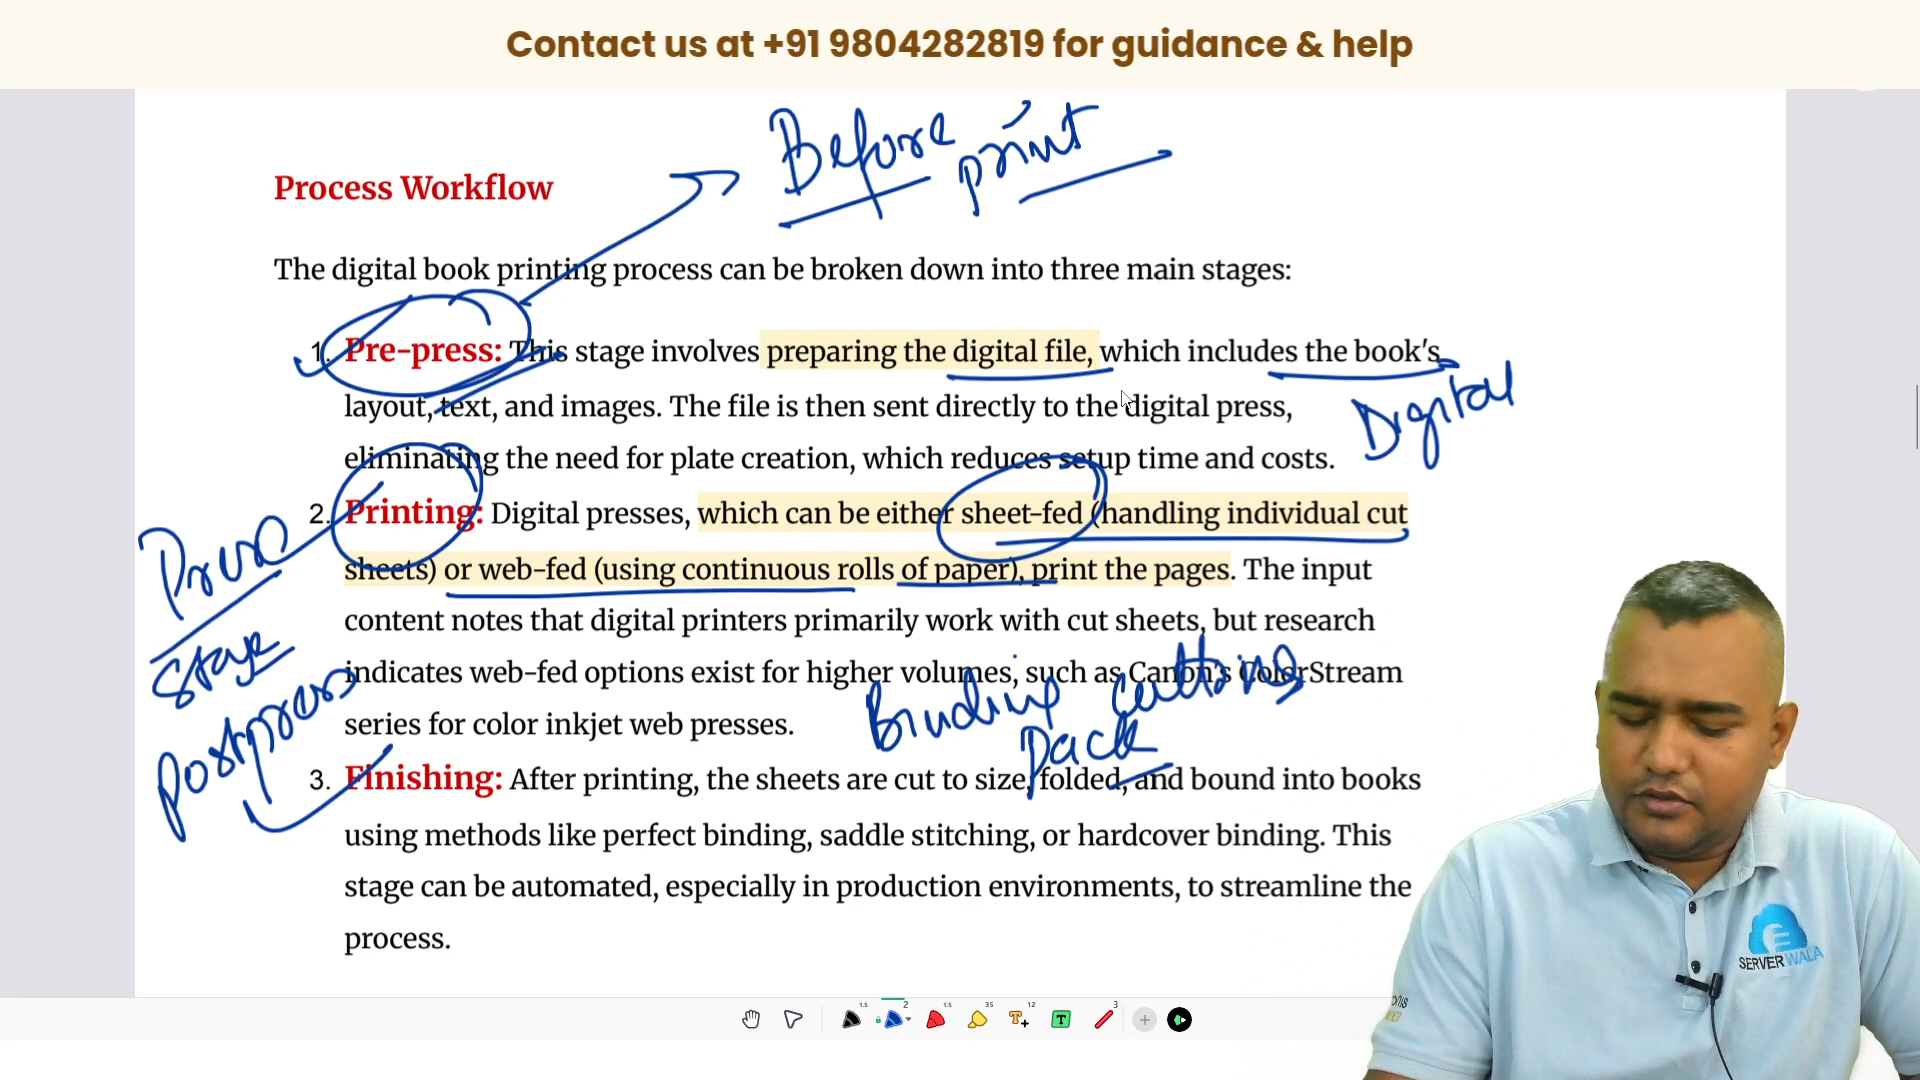 Contact us at +91 9804282819 for guidance & help
Before print
Process Workflow
The digital book printing process can be broken down into three main stages:
1. Pre-press: This stage involves preparing the digital file, which includes the book's
layout, text, and images. The file is then sent directly to the digital press,
Digital
eliminating the need for plate creation, which reduces setup time and costs.
2. Printing: Digital presses, which can be either sheet-fed (handling individual cut
sheets) or web-fed (using continuous rolls of paper), print the pages. The input
content notes that digital printers primarily work with cut sheets, but research
stage
indicates web-fed options exist for higher volumes, such as Canon's ColorStream
Binding cutting
series for color inkjet web presses.
pack
Postpress
3. Finishing: After printing, the sheets are cut to size, folded, and bound into books
using methods like perfect binding, saddle stitching, or hardcover binding. This
stage can be automated, especially in production environments, to streamline the
process.
SERVER WALA
1.5 2 1.5 35 12 3
T